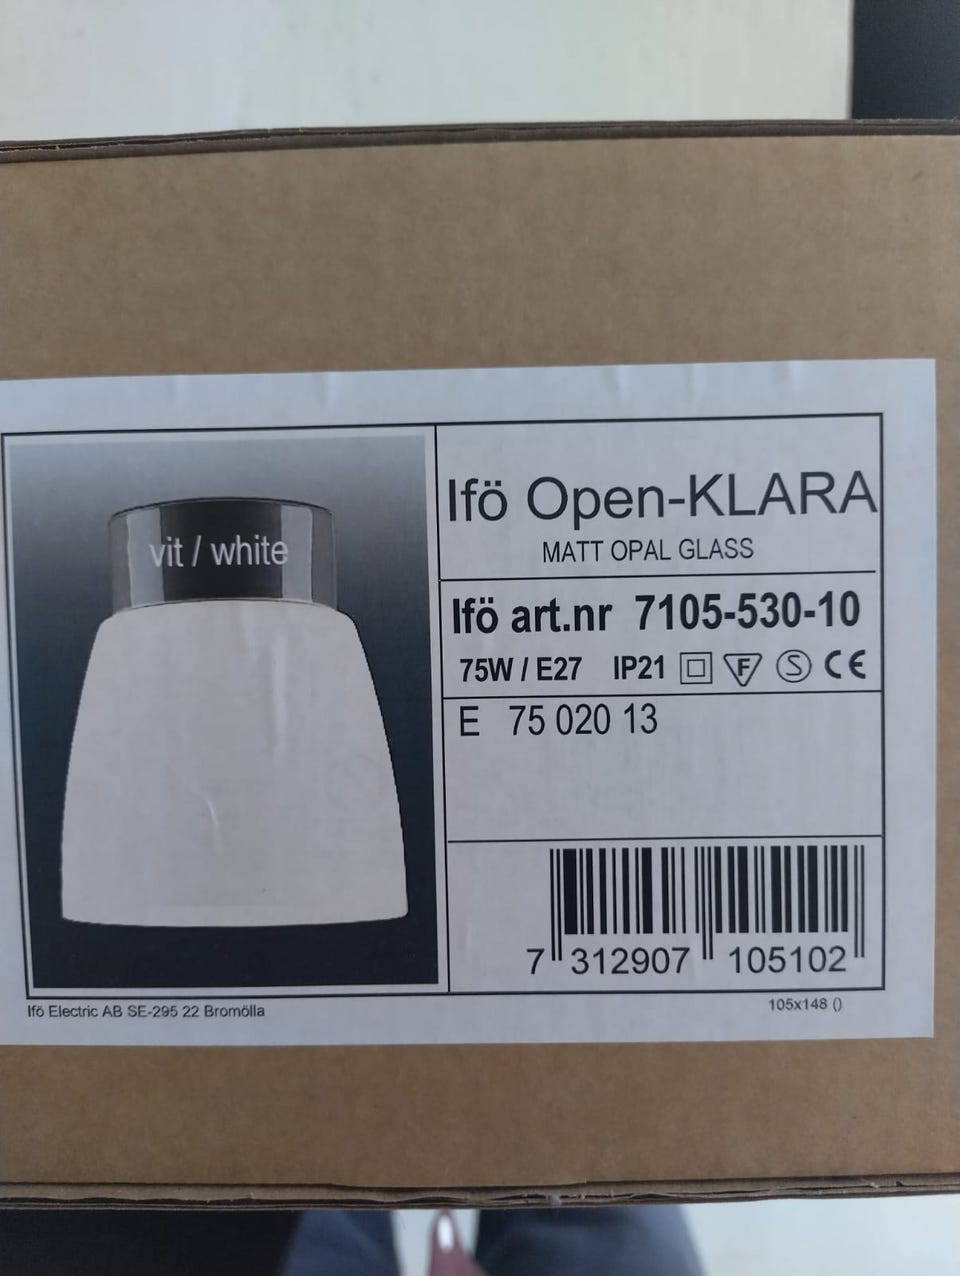 vit / white
Ifö Open-KLARA
MATT OPAL GLASS
Ifö art.nr 7105-530-10
75W / E27 IP21 F S CE
E 75 020 13
7 312907 105102
Ifö Electric AB SE-295 22 Bromölla
105x148 ()